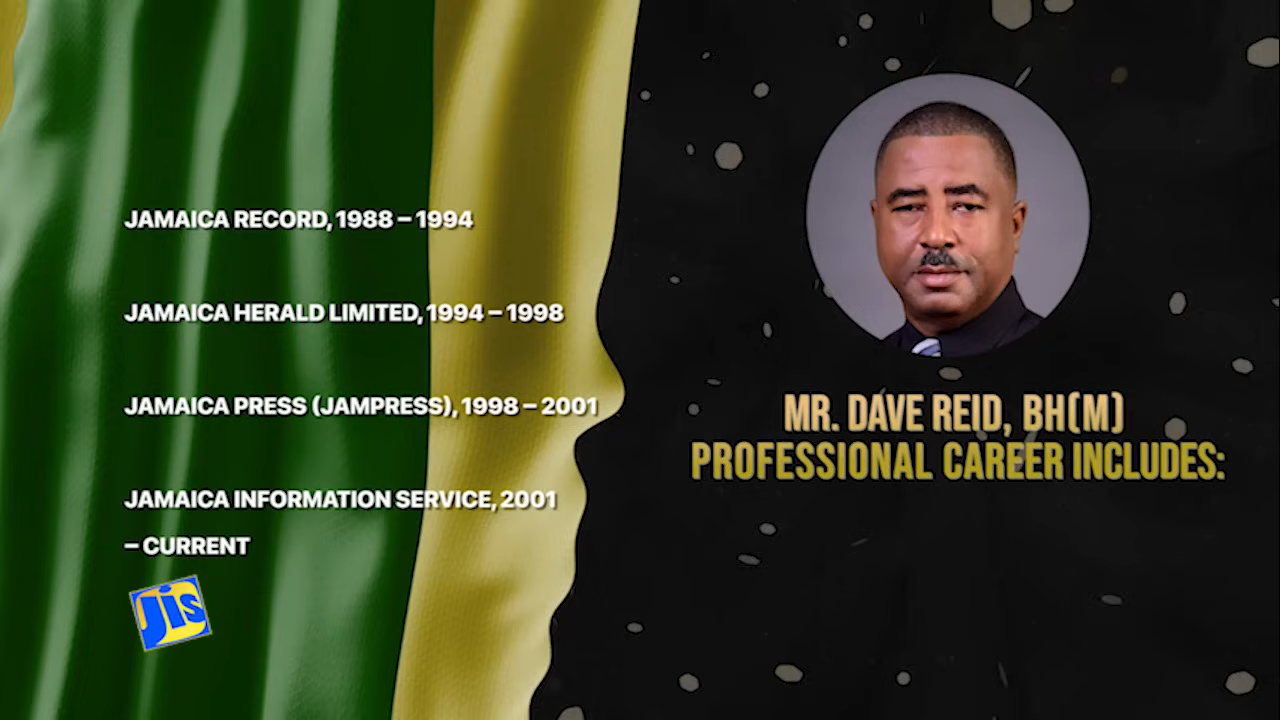 JAMAICA RECORD, 1988 – 1994
JAMAICA HERALD LIMITED, 1994 – 1998
JAMAICA PRESS (JAMPRESS), 1998 – 2001
JAMAICA INFORMATION SERVICE, 2001
– CURRENT
Jis
MR. DAVE REID, BH(M)
PROFESSIONAL CAREER INCLUDES: